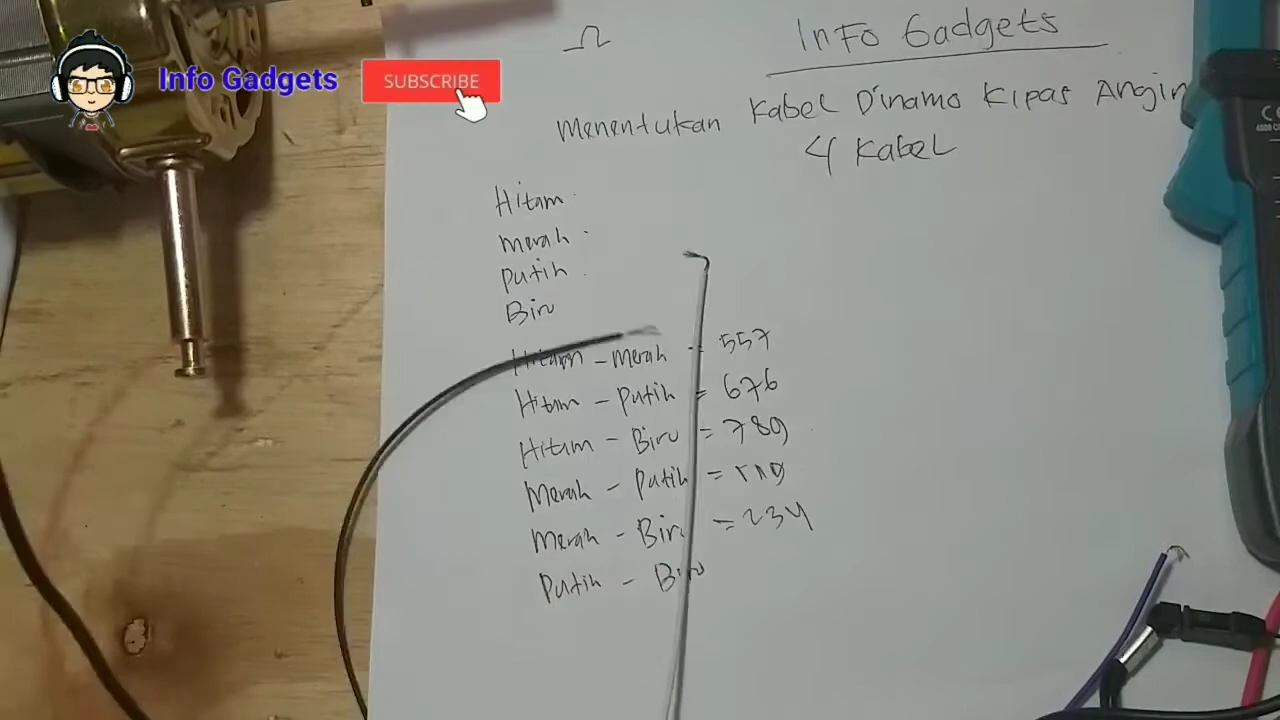 Info Gadgets
SUBSCRIBE
Ω
InFo Gadgets
Menentukan Kabel Dinamo Kipas Angin
4 Kabel
Hitam
merah
Putih
Biru
Hitam - Merah = 557
Hitam - Putih = 676
Hitam - Biru = 789
Merah - Putih =
Merah - Biru = 234
Putih - Biru